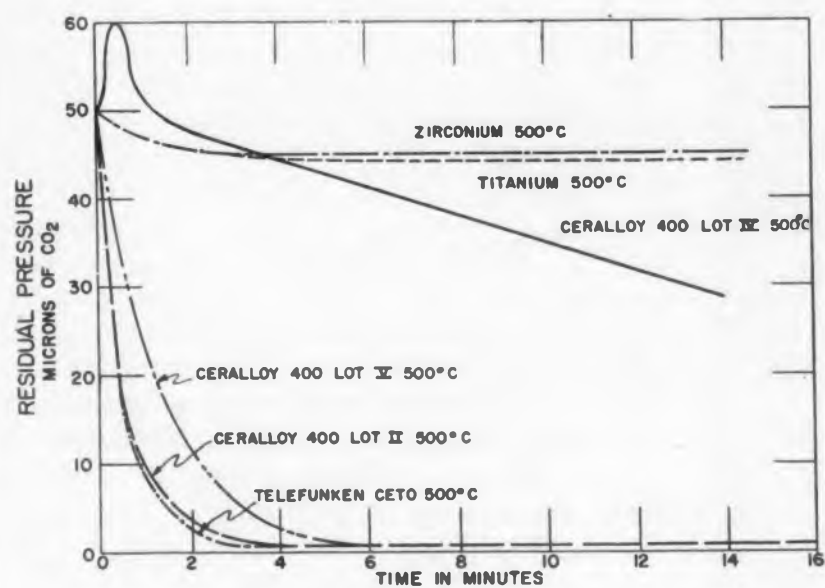 60
50
40
30
20
10
0
RESIDUAL PRESSURE
MICRONS OF CO2
ZIRCONIUM 500°C
TITANIUM 500°C
CERALLOY 400 LOT IV 500°C
CERALLOY 400 LOT V 500°C
CERALLOY 400 LOT II 500°C
TELEFUNKEN CETO 500°C
0 2 4 6 8 10 12 14 16
TIME IN MINUTES